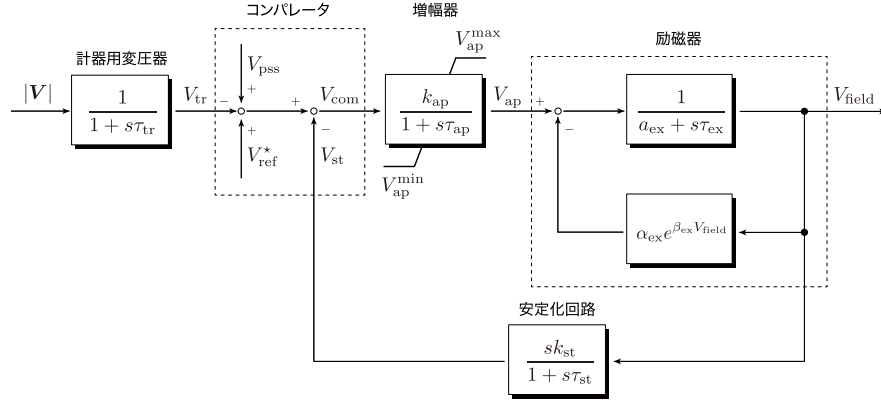 コンパレータ
増幅器
励磁器
計器用変圧器
V_ap^max
V_pss
|V|
1
1 + sτ_tr
V_tr
−
+
+
V_ref^⋆
+
−
V_com
V_st
k_ap
1 + sτ_ap
V_ap^min
V_ap
+
−
1
a_ex + sτ_ex
V_field
α_ex e^{β_ex V_field}
安定化回路
sk_st
1 + sτ_st